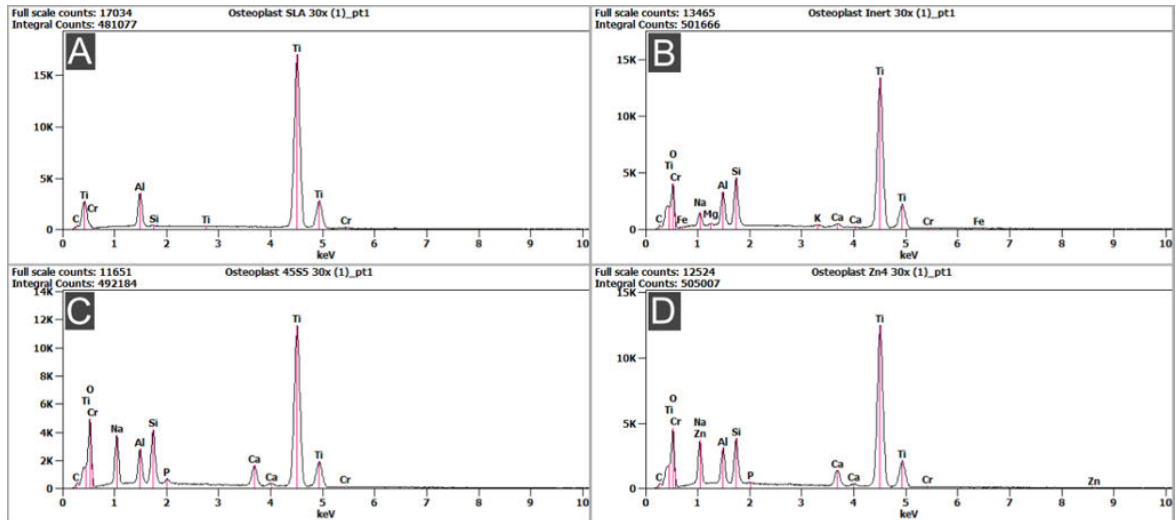 Full scale counts: 17034
Osteoplast SLA 30x (1)_pt1
Integral Counts: 481077
A
Ti
15K
10K
5K
Ti
Al
Ti
C
Cr
Si
Ti
Cr
0
0 1 2 3 4 5 6 7 8 9 10
keV
Full scale counts: 13465
Osteoplast Inert 30x (1)_pt1
Integral Counts: 501666
B
Ti
15K
10K
5K
O
Ti
Cr
Si
Al
Na
Ti
C
Fe
Mg
K
Ca
Ca
Cr
Fe
0
0 1 2 3 4 5 6 7 8 9 10
keV
Full scale counts: 11651
Osteoplast 45S5 30x (1)_pt1
Integral Counts: 492184
C
14K
12K
10K
8K
6K
4K
2K
0
Ti
O
Ti
Cr
Na
Si
Al
Ca
Ti
C
P
Ca
Cr
0 1 2 3 4 5 6 7 8 9 10
keV
Full scale counts: 12524
Osteoplast Zn4 30x (1)_pt1
Integral Counts: 505007
D
15K
10K
5K
0
Ti
O
Ti
Cr
Na
Zn
Si
Al
Ca
Ti
C
P
Ca
Cr
Zn
0 1 2 3 4 5 6 7 8 9 10
keV